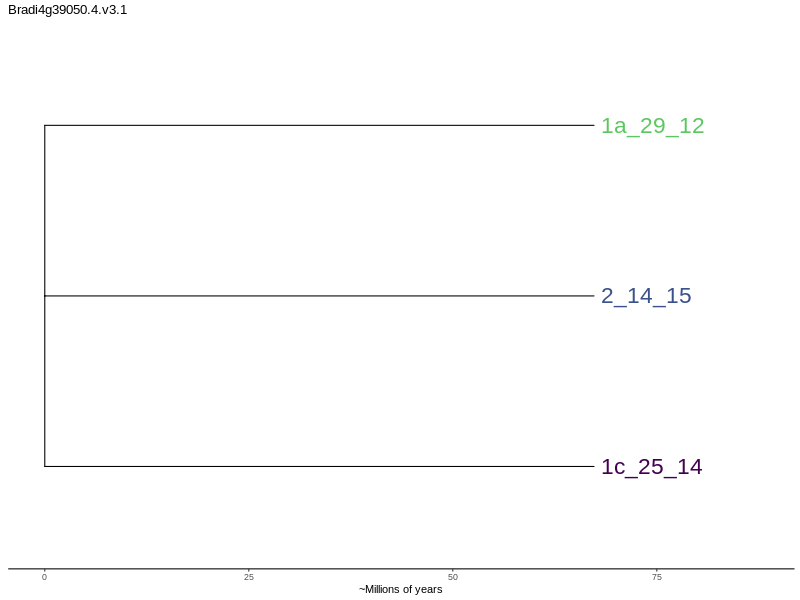 Bradi4g39050.4.v3.1
1a_29_12
2_14_15
1c_25_14
0 25 50 75
~Millions of years